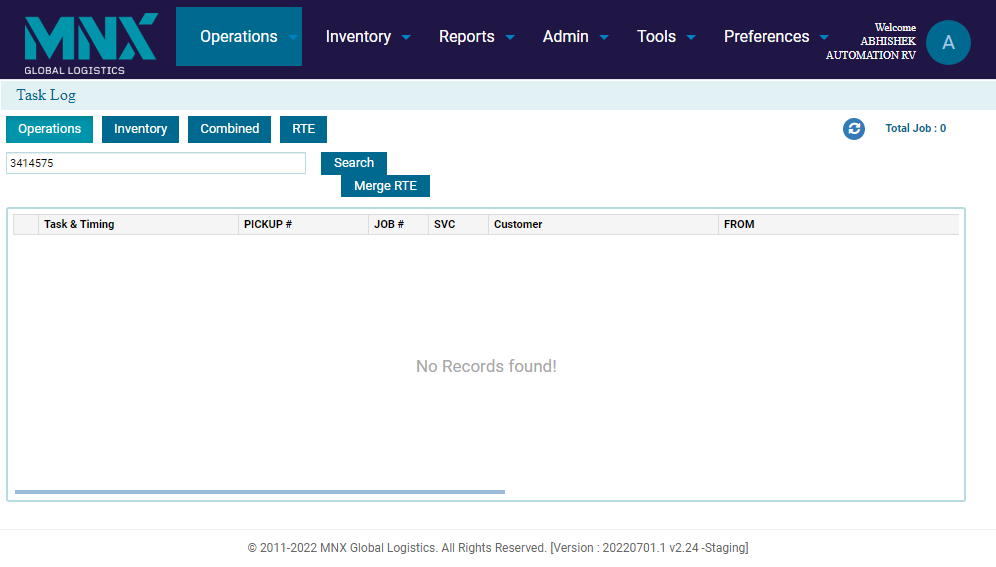 MNX
GLOBAL LOGISTICS
Operations
Inventory
Reports
Admin
Tools
Preferences
Welcome
ABHISHEK
AUTOMATION RV
A
Task Log
Operations
Inventory
Combined
RTE
Total Job : 0
3414575
Search
Merge RTE
Task & Timing
PICKUP #
JOB #
SVC
Customer
FROM
No Records found!
© 2011-2022 MNX Global Logistics. All Rights Reserved. [Version : 20220701.1 v2.24 -Staging]